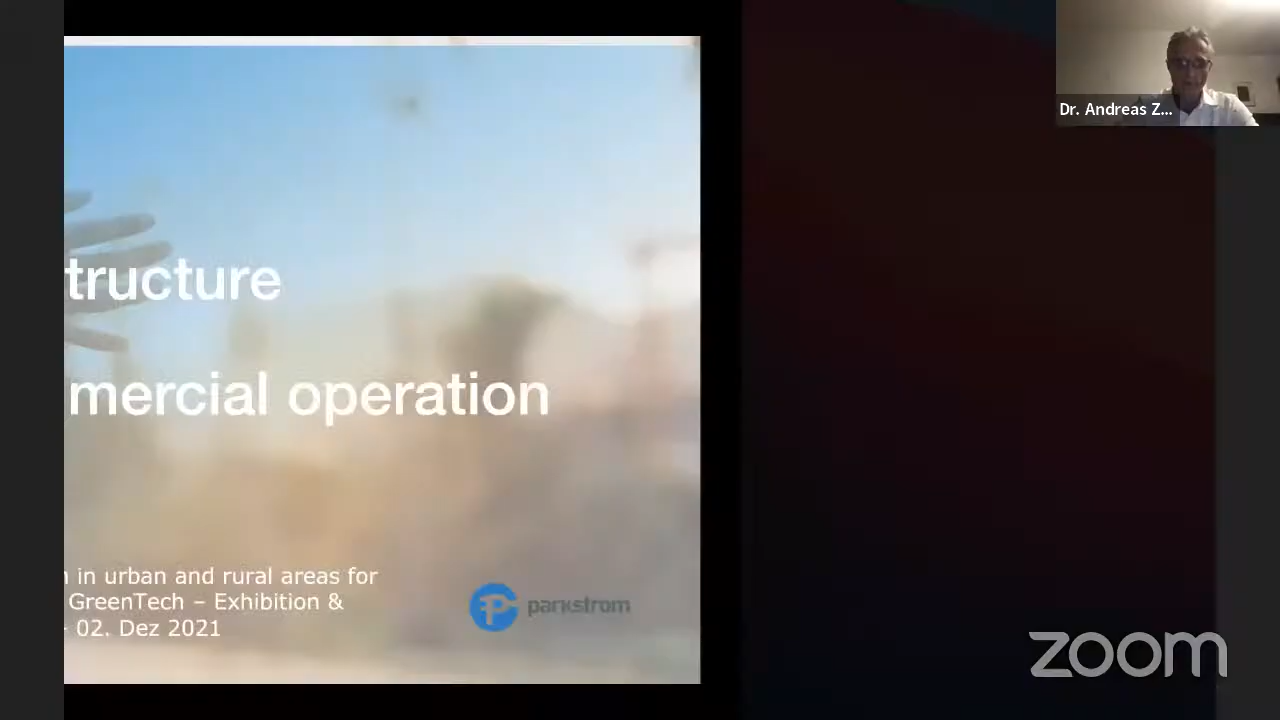 Dr. Andreas Z...
tructure
mercial operation
n in urban and rural areas for
GreenTech – Exhibition &
- 02. Dez 2021
parkstrom
zoom